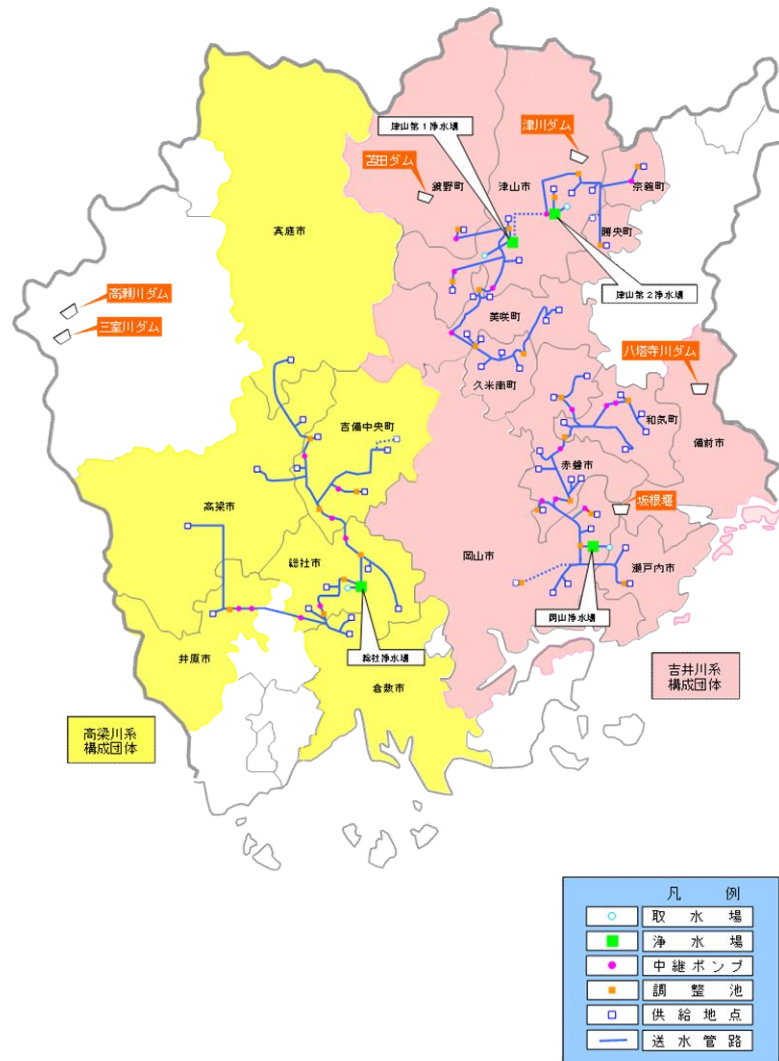 津山第1浄水場
津川ダム
苫田ダム
鏡野町
津山市
奈義町
勝央町
真庭市
高瀬川ダム
三室川ダム
津山第2浄水場
美咲町
八塔寺川ダム
久米南町
吉備中央町
和気町
備前市
赤磐市
高梁市
坂根堰
総社市
岡山市
瀬戸内市
岡山浄水場
井原市
総社浄水場
倉敷市
吉井川系
構成団体
高梁川系
構成団体
凡 例
取水場
浄水場
中継ポンプ
調整池
供給地点
送水管路